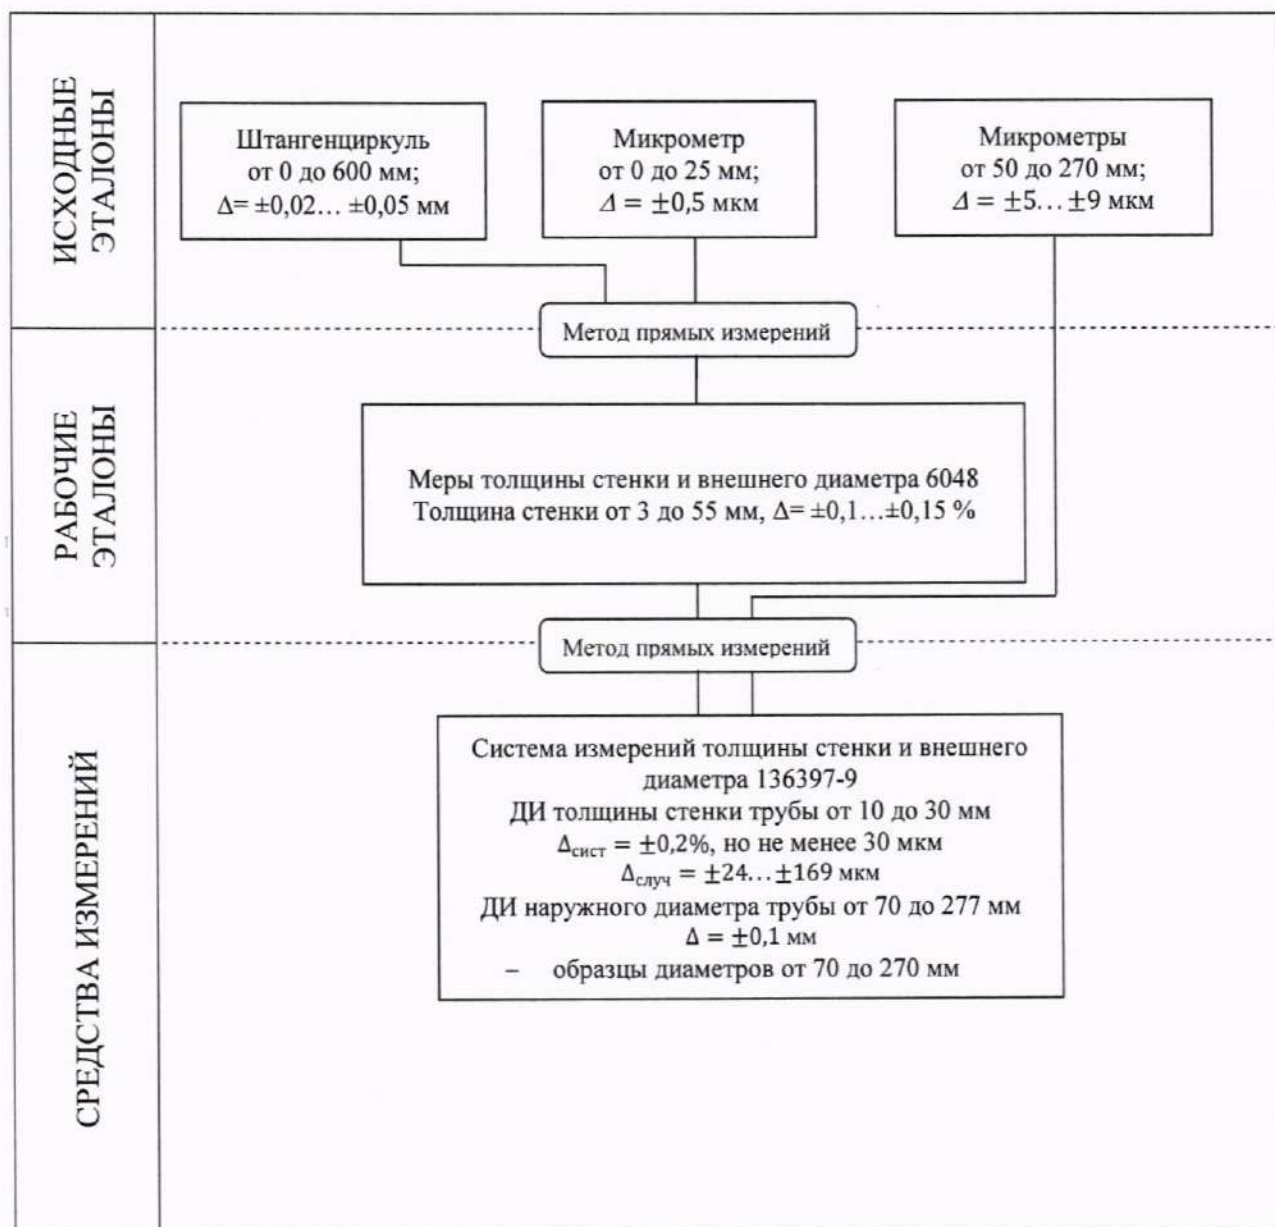 ИСХОДНЫЕ
ЭТАЛОНЫ
Штангенциркуль
от 0 до 600 мм;
Δ= ±0,02… ±0,05 мм
Микрометр
от 0 до 25 мм;
Δ = ±0,5 мкм
Микрометры
от 50 до 270 мм;
Δ = ±5… ±9 мкм
Метод прямых измерений
РАБОЧИЕ
ЭТАЛОНЫ
Меры толщины стенки и внешнего диаметра 6048
Толщина стенки от 3 до 55 мм, Δ= ±0,1…±0,15 %
Метод прямых измерений
СРЕДСТВА ИЗМЕРЕНИЙ
Система измерений толщины стенки и внешнего
диаметра 136397-9
ДИ толщины стенки трубы от 10 до 30 мм
Δсист = ±0,2%, но не менее 30 мкм
Δслуч = ±24… ±169 мкм
ДИ наружного диаметра трубы от 70 до 277 мм
Δ = ±0,1 мм
– образцы диаметров от 70 до 270 мм